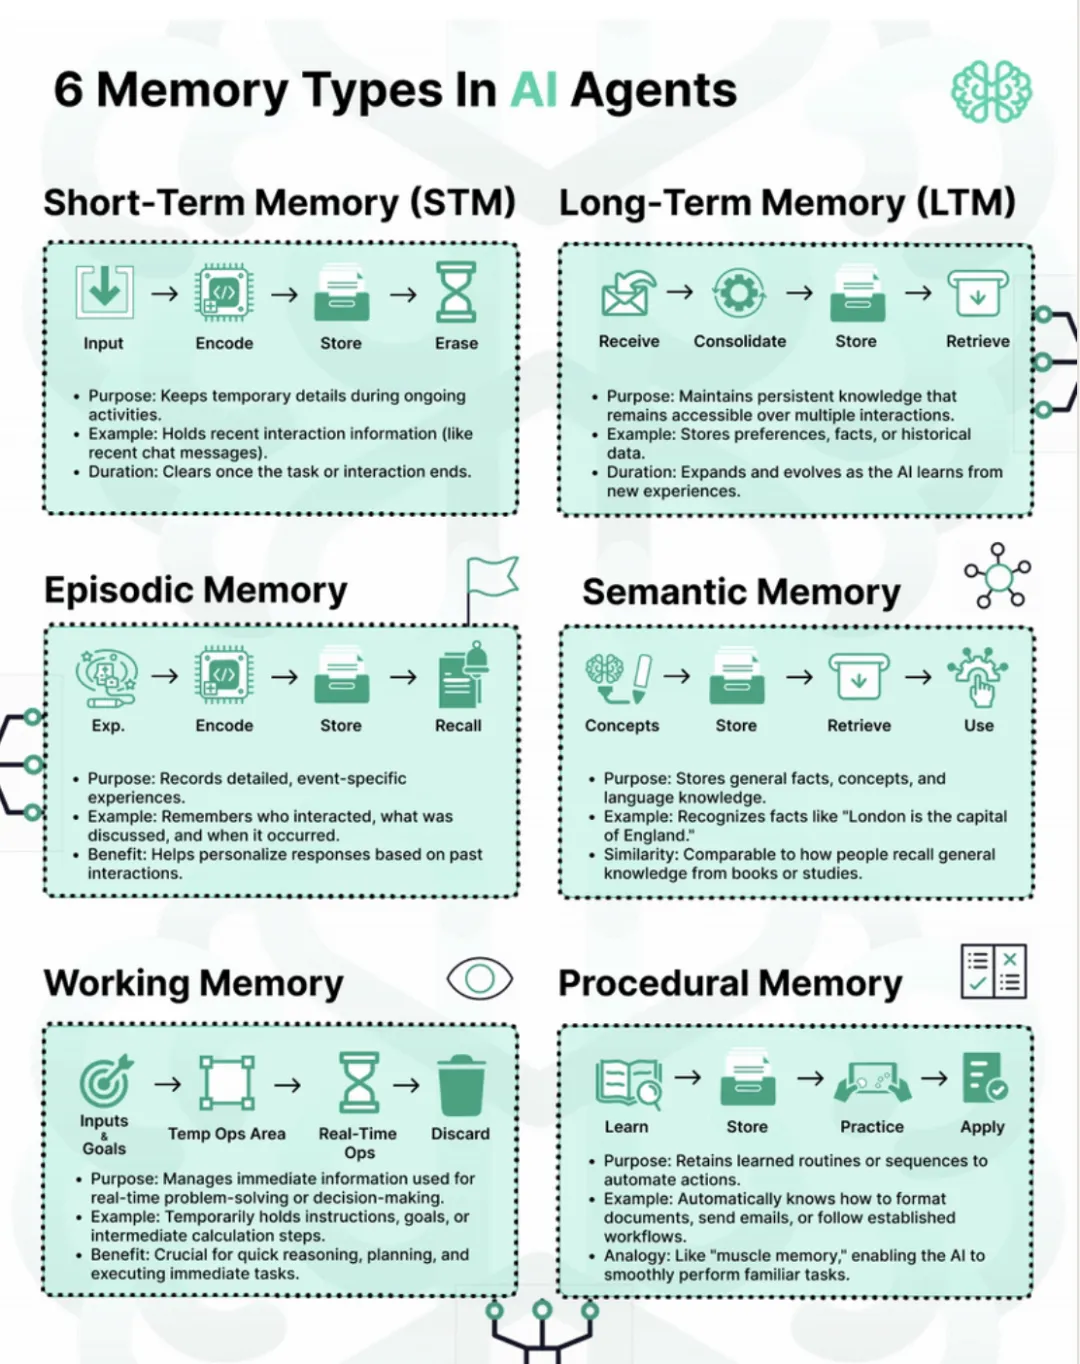 6 Memory Types In AI Agents
Short-Term Memory (STM)
Input
Encode
Store
Erase
• Purpose: Keeps temporary details during ongoing
activities.
• Example: Holds recent interaction information (like
recent chat messages).
• Duration: Clears once the task or interaction ends.
Long-Term Memory (LTM)
Receive
Consolidate
Store
Retrieve
• Purpose: Maintains persistent knowledge that
remains accessible over multiple interactions.
• Example: Stores preferences, facts, or historical
data.
• Duration: Expands and evolves as the AI learns from
new experiences.
Episodic Memory
Exp.
Encode
Store
Recall
• Purpose: Records detailed, event-specific
experiences.
• Example: Remembers who interacted, what was
discussed, and when it occurred.
• Benefit: Helps personalize responses based on past
interactions.
Semantic Memory
Concepts
Store
Retrieve
Use
• Purpose: Stores general facts, concepts, and
language knowledge.
• Example: Recognizes facts like "London is the capital
of England."
• Similarity: Comparable to how people recall general
knowledge from books or studies.
Working Memory
Inputs
&
Goals
Temp Ops Area
Real-Time
Ops
Discard
• Purpose: Manages immediate information used for
real-time problem-solving or decision-making.
• Example: Temporarily holds instructions, goals, or
intermediate calculation steps.
• Benefit: Crucial for quick reasoning, planning, and
executing immediate tasks.
Procedural Memory
Learn
Store
Practice
Apply
• Purpose: Retains learned routines or sequences to
automate actions.
• Example: Automatically knows how to format
documents, send emails, or follow established
workflows.
• Analogy: Like "muscle memory," enabling the AI to
smoothly perform familiar tasks.